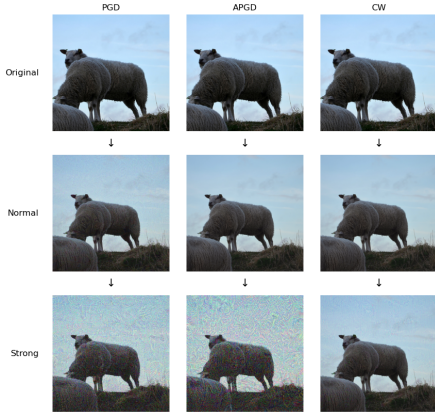 PGD APGD CW
Original
↓ ↓ ↓
Normal
↓ ↓ ↓
Strong